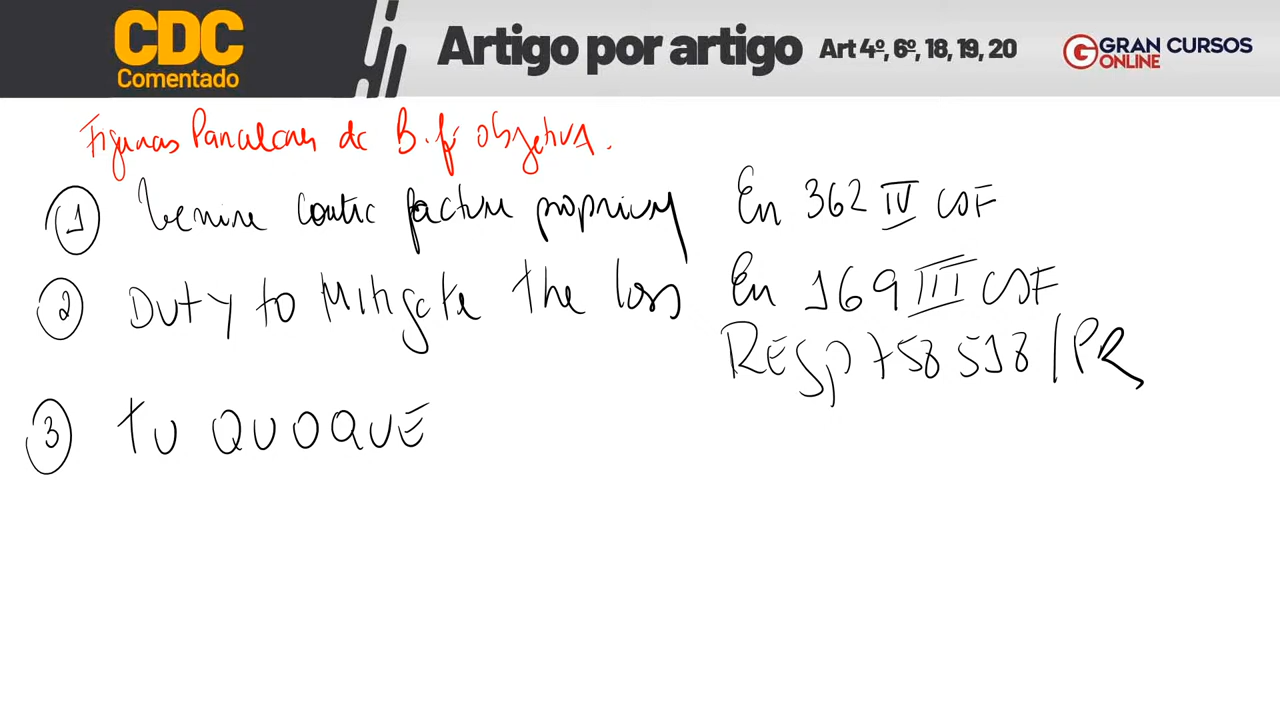 CDC
Comentado
Artigo por artigo Art 4º, 6º, 18, 19, 20
GRAN CURSOS
ONLINE
Figuras Parcelares da B. fé objetiva.
1 Venire contra factum proprium En 362 IV CJF
2 Duty to Mitigate the loss En 169 III CJF
RESp 758518/PR
3 TU QUOQUE